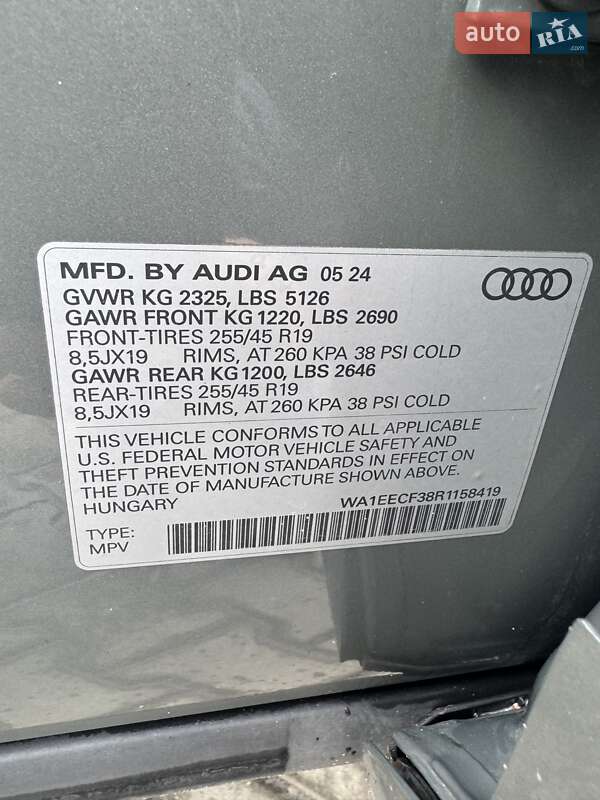 auto RIA .com
MFD. BY AUDI AG 05 24
GVWR KG 2325, LBS 5126
GAWR FRONT KG 1220, LBS 2690
FRONT-TIRES 255/45 R19
8,5JX19 RIMS, AT 260 KPA 38 PSI COLD
GAWR REAR KG 1200, LBS 2646
REAR-TIRES 255/45 R19
8,5JX19 RIMS, AT 260 KPA 38 PSI COLD
THIS VEHICLE CONFORMS TO ALL APPLICABLE
U.S. FEDERAL MOTOR VEHICLE SAFETY AND
THEFT PREVENTION STANDARDS IN EFFECT ON
THE DATE OF MANUFACTURE SHOWN ABOVE.
HUNGARY
WA1EECF38R1158419
TYPE:
MPV